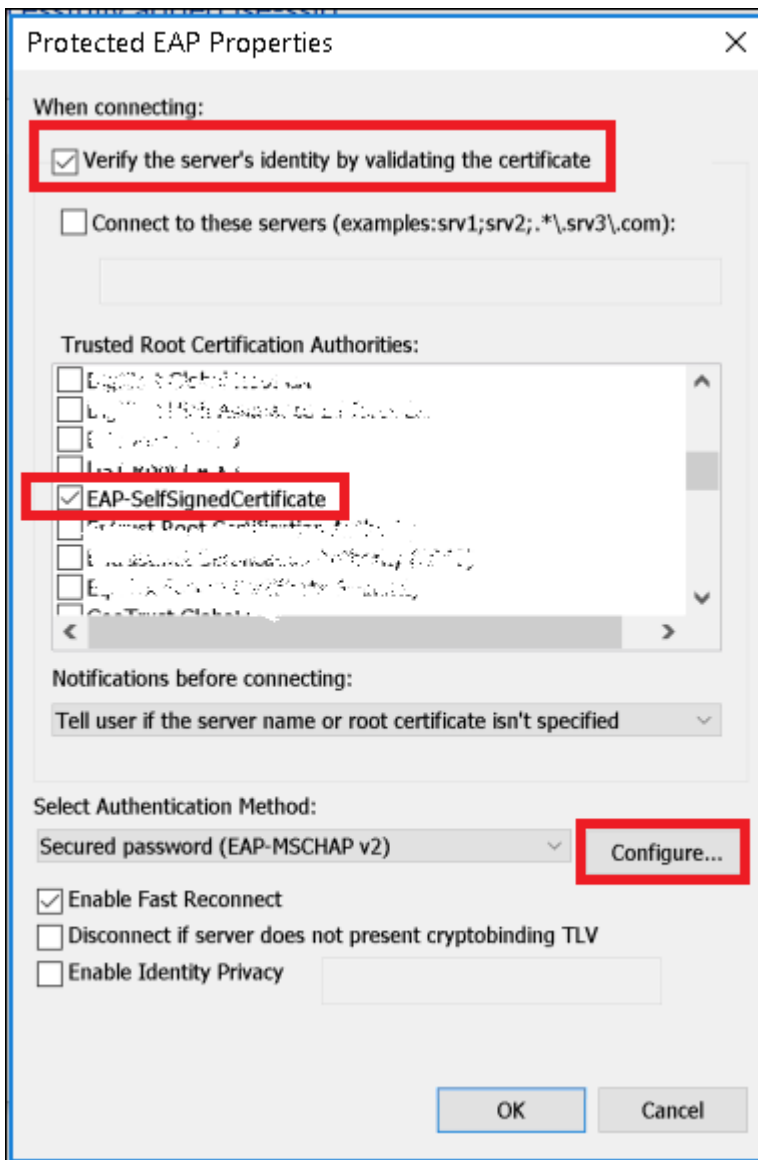 Protected EAP Properties
When connecting:
Verify the server's identity by validating the certificate
Connect to these servers (examples:srv1;srv2;.*\.srv3\.com):
Trusted Root Certification Authorities:
EAP-SelfSignedCertificate
Root Certification
Notifications before connecting:
Tell user if the server name or root certificate isn't specified
Select Authentication Method:
Secured password (EAP-MSCHAP v2)
Configure...
Enable Fast Reconnect
Disconnect if server does not present cryptobinding TLV
Enable Identity Privacy
OK
Cancel